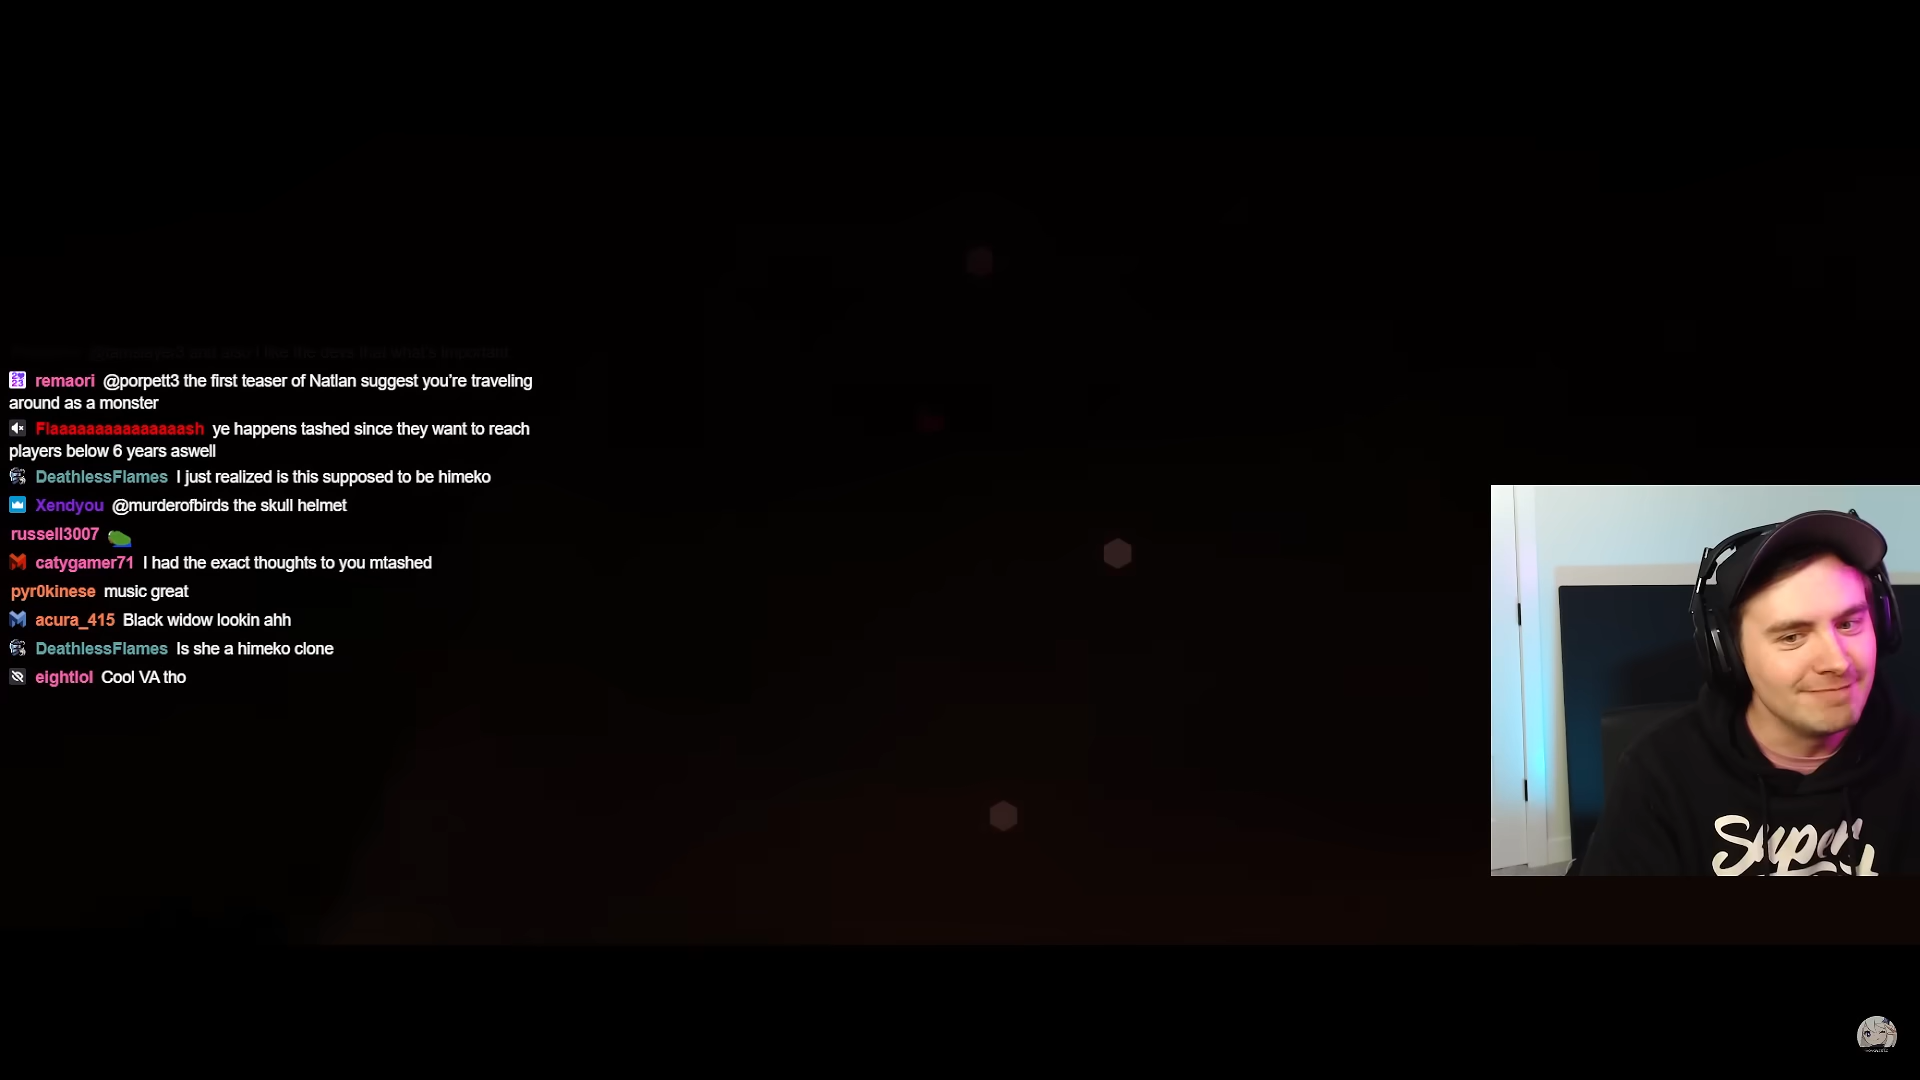 remaori @porpett3 the first teaser of Natlan suggest you’re traveling
around as a monster
Flaaaaaaaaaaaaaaash ye happens tashed since they want to reach
players below 6 years aswell
DeathlessFlames I just realized is this supposed to be himeko
Xendyou @murderofbirds the skull helmet
russell3007
catygamer71 I had the exact thoughts to you mtashed
pyr0kinese music great
acura_415 Black widow lookin ahh
DeathlessFlames Is she a himeko clone
eightlol Cool VA tho
Super